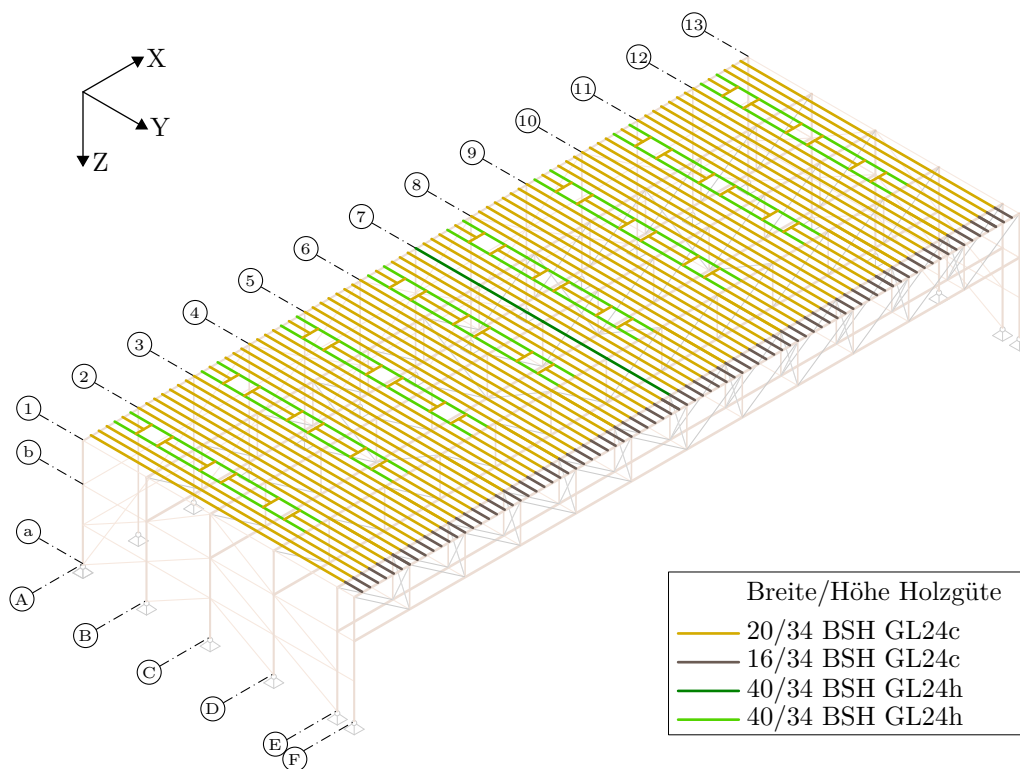 X
Y
Z
13
12
11
10
9
8
7
6
5
4
3
2
1
b
a
A
B
C
D
E
F
Breite/Höhe Holzgüte
20/34 BSH GL24c
16/34 BSH GL24c
40/34 BSH GL24h
40/34 BSH GL24h